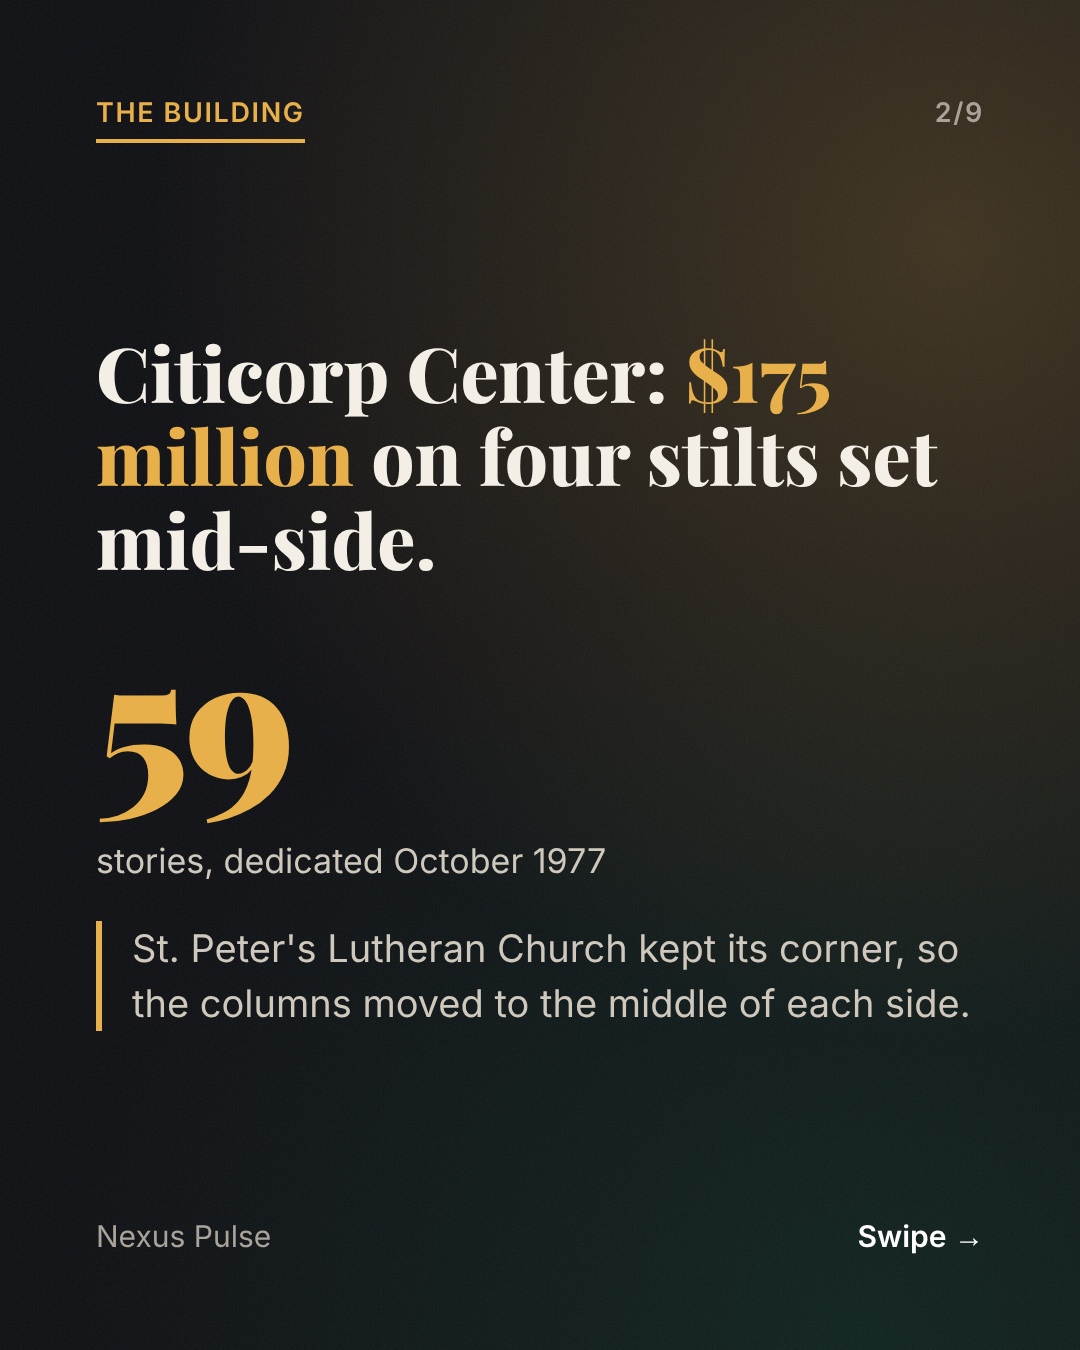 THE BUILDING
2/9
Citicorp Center: $175
million on four stilts set
mid-side.
59
stories, dedicated October 1977
St. Peter's Lutheran Church kept its corner, so
the columns moved to the middle of each side.
Nexus Pulse
Swipe →